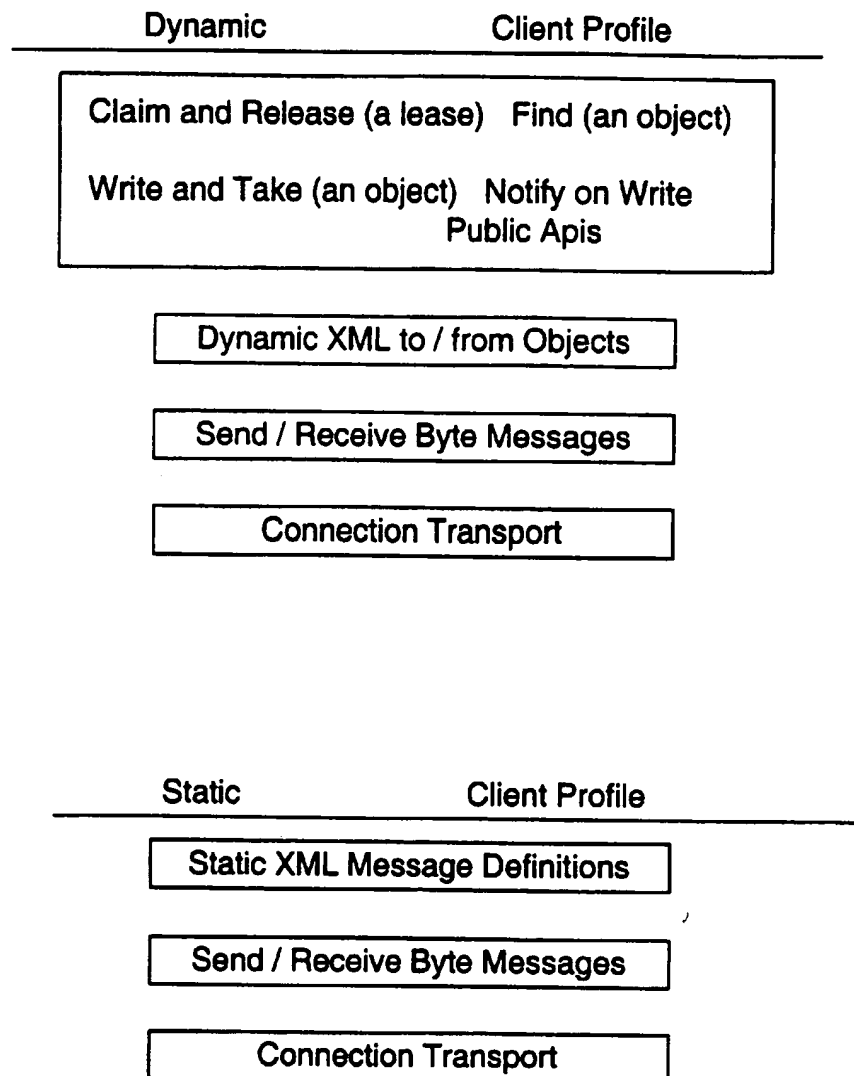 Dynamic Client Profile
Claim and Release (a lease) Find (an object)
Write and Take (an object) Notify on Write
Public Apis
Dynamic XML to / from Objects
Send / Receive Byte Messages
Connection Transport
Static Client Profile
Static XML Message Definitions
Send / Receive Byte Messages
Connection Transport